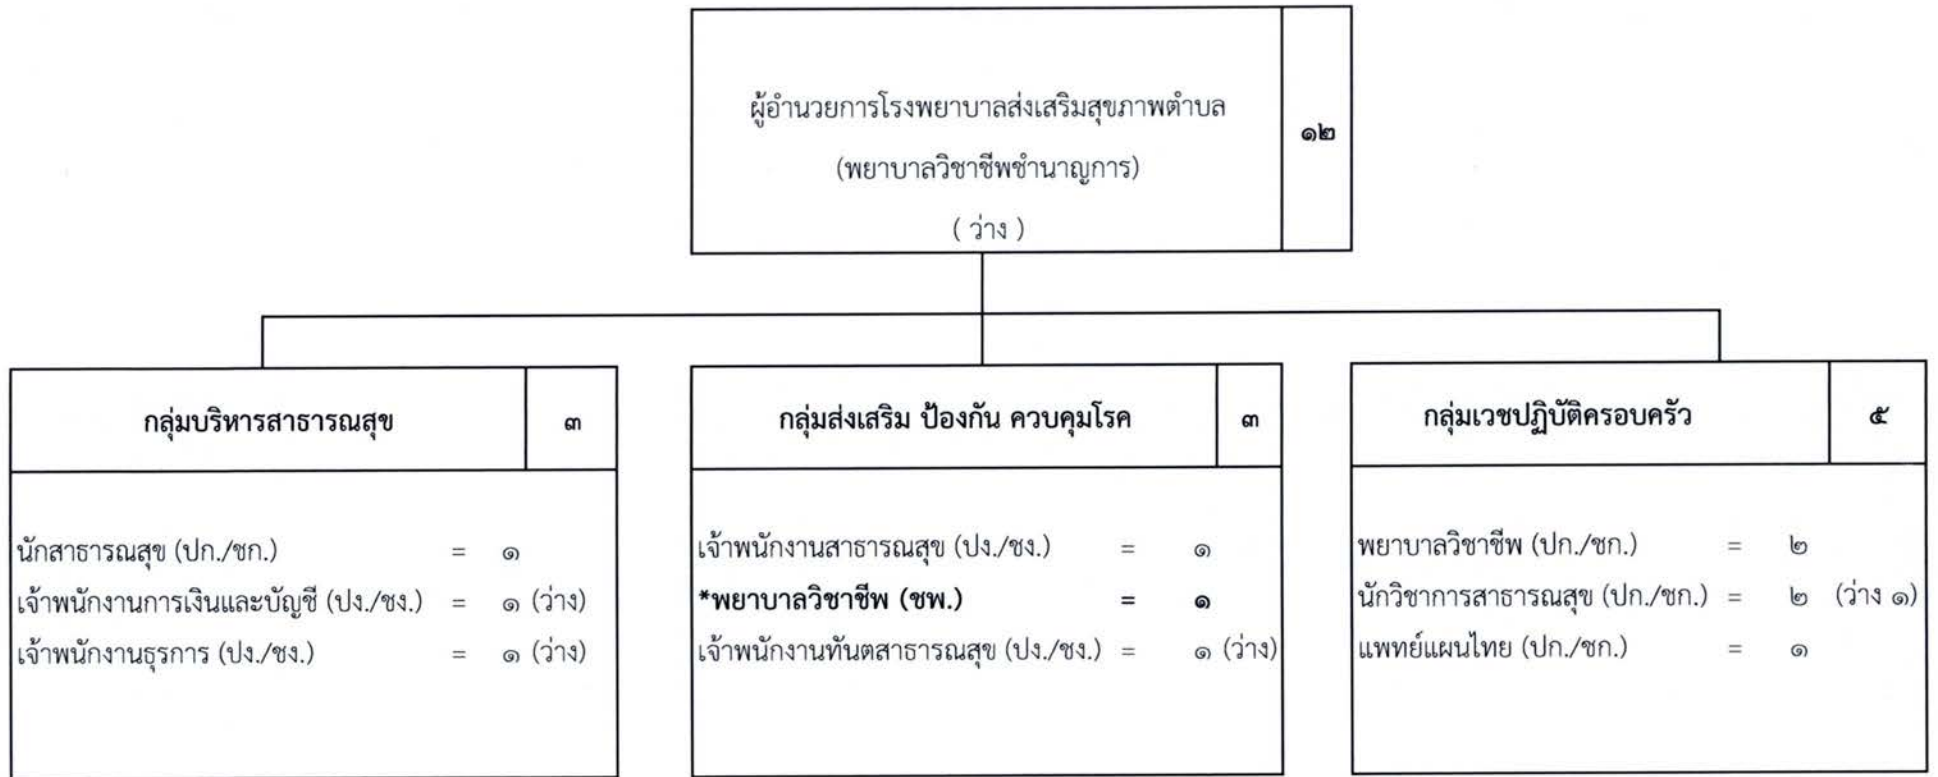 ผู้อำนวยการโรงพยาบาลส่งเสริมสุขภาพตำบล
(พยาบาลวิชาชีพชำนาญการ)
( ว่าง )
๑๒
กลุ่มบริหารสาธารณสุข ๓
นักสาธารณสุข (ปก./ชก.) = ๑
เจ้าพนักงานการเงินและบัญชี (ปง./ชง.) = ๑ (ว่าง)
เจ้าพนักงานธุรการ (ปง./ชง.) = ๑ (ว่าง)
กลุ่มส่งเสริม ป้องกัน ควบคุมโรค ๓
เจ้าพนักงานสาธารณสุข (ปง./ชง.) = ๑
*พยาบาลวิชาชีพ (ชพ.) = ๑
เจ้าพนักงานทันตสาธารณสุข (ปง./ชง.) = ๑ (ว่าง)
กลุ่มเวชปฏิบัติครอบครัว ๕
พยาบาลวิชาชีพ (ปก./ชก.) = ๒
นักวิชาการสาธารณสุข (ปก./ชก.) = ๒ (ว่าง ๑)
แพทย์แผนไทย (ปก./ชก.) = ๑